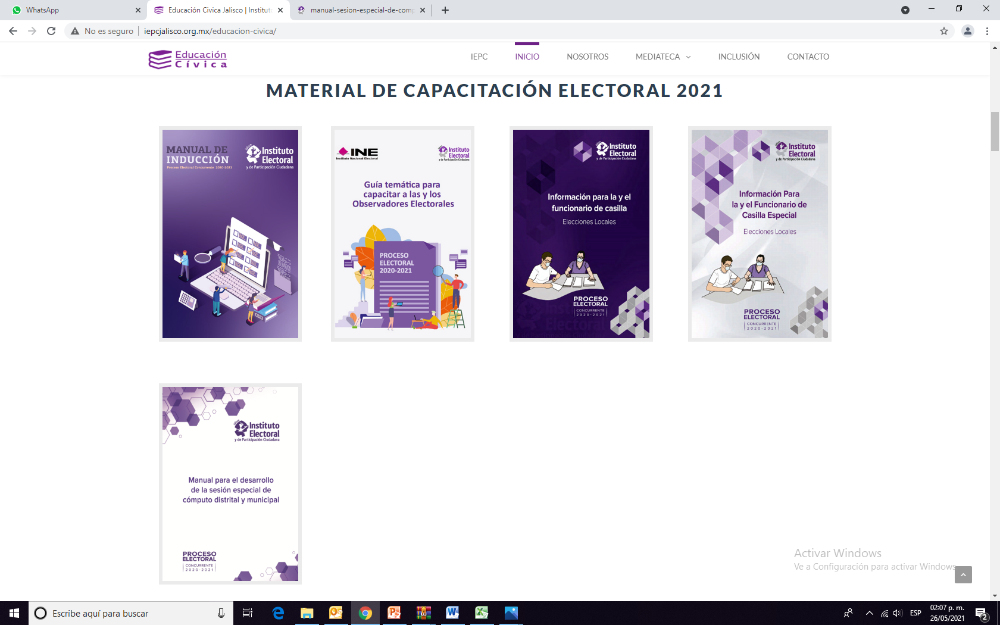 WhatsApp
Educación Civica Jalisco | Instituto
manual-sesion-especial-de-comp
No es seguro
iepcjalisco.org.mx/educacion-civica/
Educación
Cívica
IEPC
INICIO
NOSOTROS
MEDIATECA
INCLUSIÓN
CONTACTO
MATERIAL DE CAPACITACIÓN ELECTORAL 2021
MANUAL DE
INDUCCIÓN
Proceso Electoral Concurrente 2020-2021
Instituto
Electoral
y de Participación Ciudadana
INE
Instituto Nacional Electoral
Instituto
Electoral
y de Participación Ciudadana
Guía temática para
capacitar a las y los
Observadores Electorales
PROCESO
ELECTORAL
2020-2021
Instituto
Electoral
y de Participación Ciudadana
Información para la y el
funcionario de casilla
Elecciones Locales
PROCESO
ELECTORAL
CONCURRENTE
2020-2021
Instituto
Electoral
y de Participación Ciudadana
Información Para
la y el Funcionario de
Casilla Especial
Elecciones Locales
PROCESO
ELECTORAL
CONCURRENTE
2020-2021
Instituto
Electoral
y de Participación Ciudadana
Manual para el desarrollo
de la sesión especial de
cómputo distrital y municipal
PROCESO
ELECTORAL
CONCURRENTE
2020-2021
Activar Windows
Ve a Configuración para activar Windows.
Escribe aquí para buscar
ESP
02:07 p. m.
26/05/2021
2